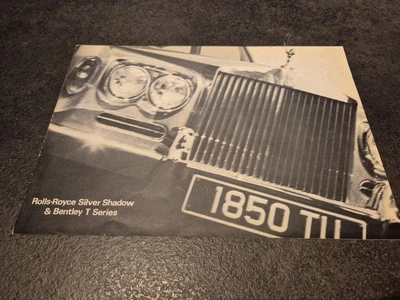 Rolls-Royce Silver Shadow
& Bentley T Series
1850 TU